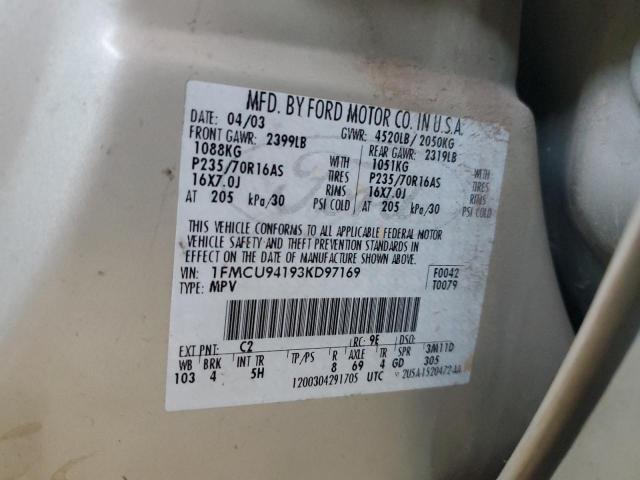 MFD. BY FORD MOTOR CO. IN U.S.A.
DATE: 04/03 GVWR: 4520LB/2050KG
FRONT GAWR: 2399LB REAR GAWR: 2319LB
1088KG WITH 1051KG WITH
P235/70R16AS TIRES P235/70R16AS TIRES
16X7.0J RIMS 16X7.0J RIMS
AT 205 kPa/30 PSI COLD AT 205 kPa/30 PSI COLD
THIS VEHICLE CONFORMS TO ALL APPLICABLE FEDERAL MOTOR
VEHICLE SAFETY AND THEFT PREVENTION STANDARDS IN
EFFECT ON THE DATE OF MANUFACTURE SHOWN ABOVE.
VIN: 1FMCU94193KD97169 F0042
TYPE: MPV T0079
EXT PNT: C2 RC: 9E DSO:
WB BRK INT TR TP/PS R AXLE TR SPR 3M11D
103 4 5H 8 69 4 GD 305
1200304291705 UTC